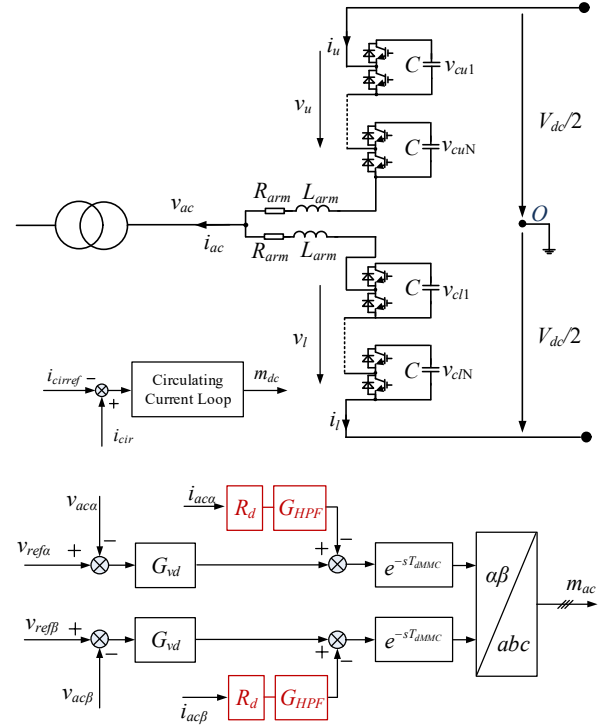 i_u
C
v_cu1
v_u
V_dc/2
C
v_cuN
R_arm L_arm
v_ac
O
i_ac
R_arm L_arm
C
v_cl1
v_l
V_dc/2
C
v_clN
i_l
i_cirref − + Circulating Current Loop m_dc
i_cir
v_acα
i_acα R_d G_HPF
v_refα + − G_vd + − e^−sT_dMMC
αβ
abc
m_ac
v_refβ + − G_vd + − e^−sT_dMMC
v_acβ
i_acβ R_d G_HPF